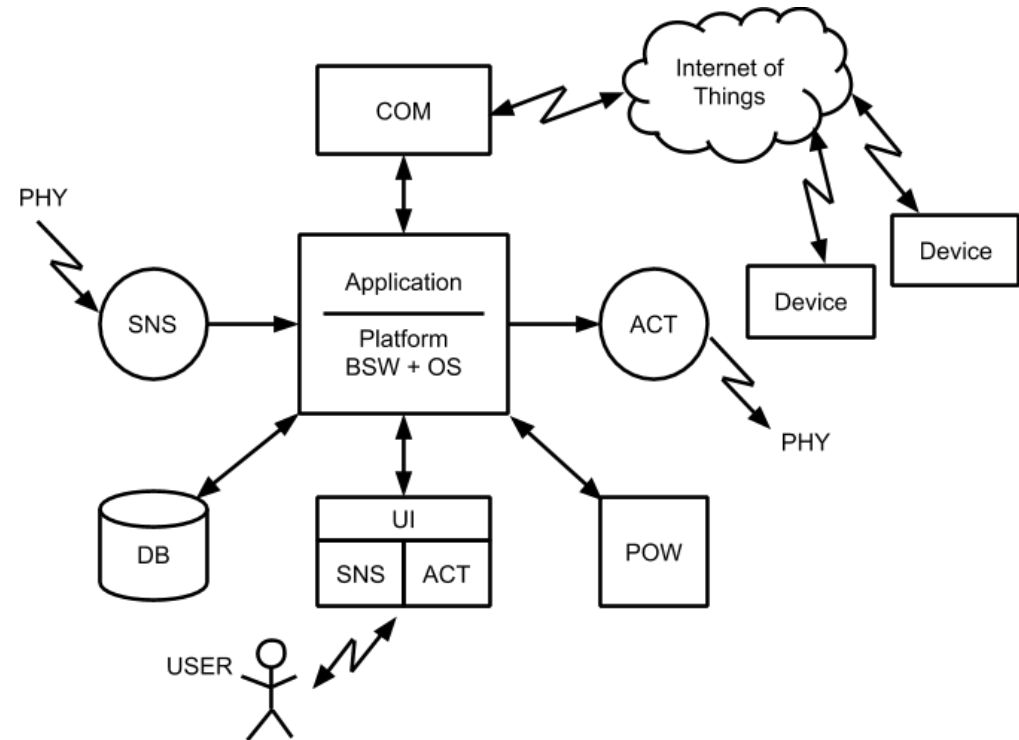 Internet of
Things
COM
PHY
Device
Application
Device
SNS
Platform
BSW + OS
ACT
PHY
UI
DB
SNS
ACT
POW
USER